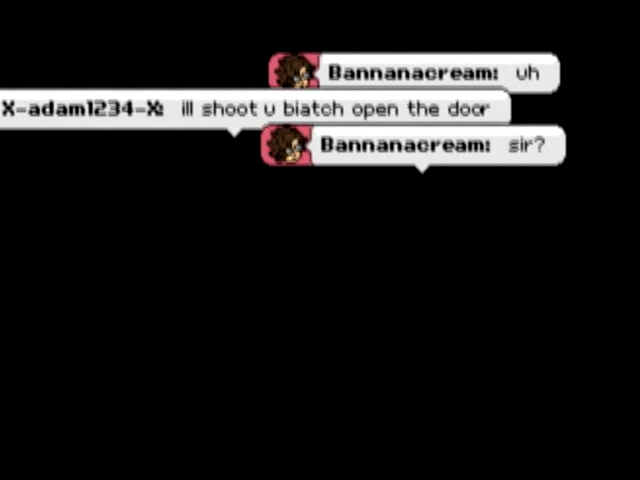 Bannanacream: uh
X-adam1234-X: ill shoot u biatch open the door
Bannanacream: sir?